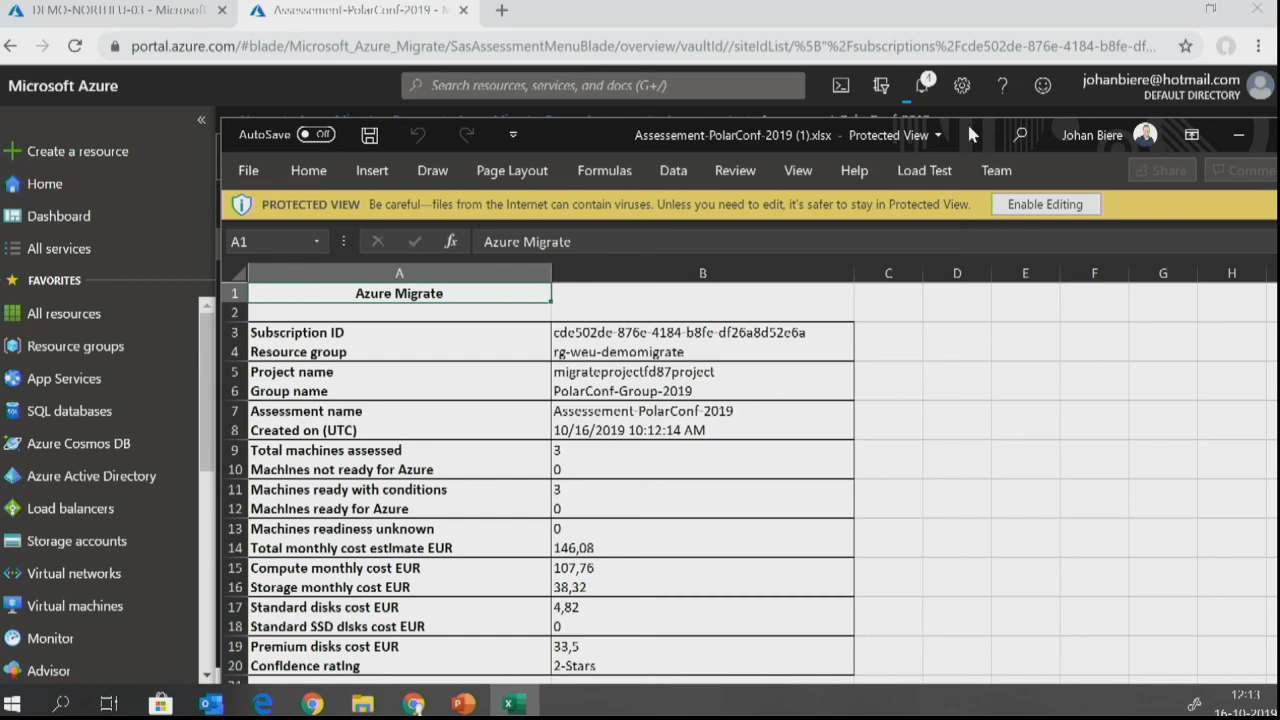 DEMO-NORTHEU-03 - Microsoft
Assessement-PolarConf-2019 - M
portal.azure.com/#blade/Microsoft_Azure_Migrate/SasAssessmentMenuBlade/overview/vaultId//siteIdList/%5B"%2Fsubscriptions%2Fcde502de-876e-4184-b8fe-df...
Microsoft Azure
Search resources, services, and docs (G+/)
1
johanbiere@hotmail.com
DEFAULT DIRECTORY
Create a resource
Home
Dashboard
All services
FAVORITES
All resources
Resource groups
App Services
SQL databases
Azure Cosmos DB
Azure Active Directory
Load balancers
Storage accounts
Virtual networks
Virtual machines
Monitor
Advisor
AutoSave Off
Assessement-PolarConf-2019 (1).xlsx - Protected View
Johan Biere
File Home Insert Draw Page Layout Formulas Data Review View Help Load Test Team Share Comme
PROTECTED VIEW Be careful—files from the Internet can contain viruses. Unless you need to edit, it's safer to stay in Protected View. Enable Editing
A1 fx Azure Migrate
A B C D E F G H
1 Azure Migrate
2
3 Subscription ID cde502de-876e-4184-b8fe-df26a8d52e6a
4 Resource group rg-weu-demomigrate
5 Project name migrateprojectfd87project
6 Group name PolarConf-Group-2019
7 Assessment name Assessement-PolarConf-2019
8 Created on (UTC) 10/16/2019 10:12:14 AM
9 Total machines assessed 3
10 Machines not ready for Azure 0
11 Machines ready with conditions 3
12 Machines ready for Azure 0
13 Machines readiness unknown 0
14 Total monthly cost estimate EUR 146,08
15 Compute monthly cost EUR 107,76
16 Storage monthly cost EUR 38,32
17 Standard disks cost EUR 4,82
18 Standard SSD disks cost EUR 0
19 Premium disks cost EUR 33,5
20 Confidence rating 2-Stars
12:13
16-10-2019